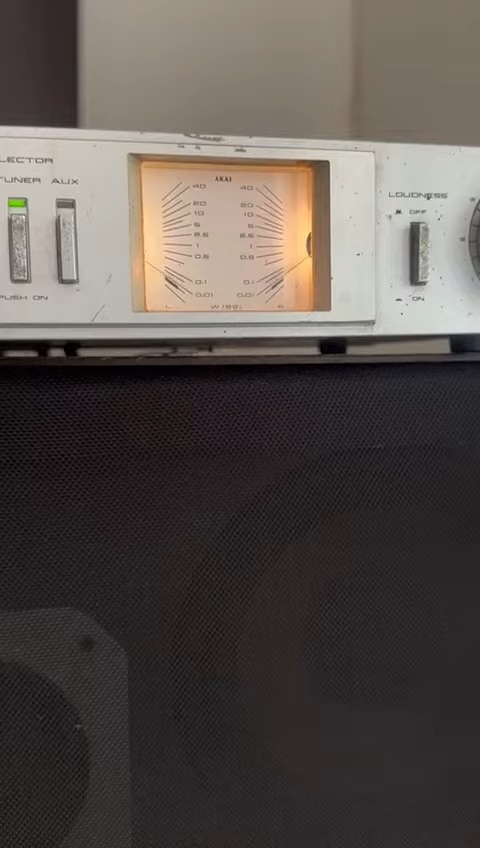 LECTOR
TUNER AUX
PUSH ON
AKAI
40 40
20 20
10 10
5 5
2.5 2.5
1 1
0.5 0.5
0.1 0.1
0.01 0.01
L W (8Ω) R
LOUDNESS
OFF
ON